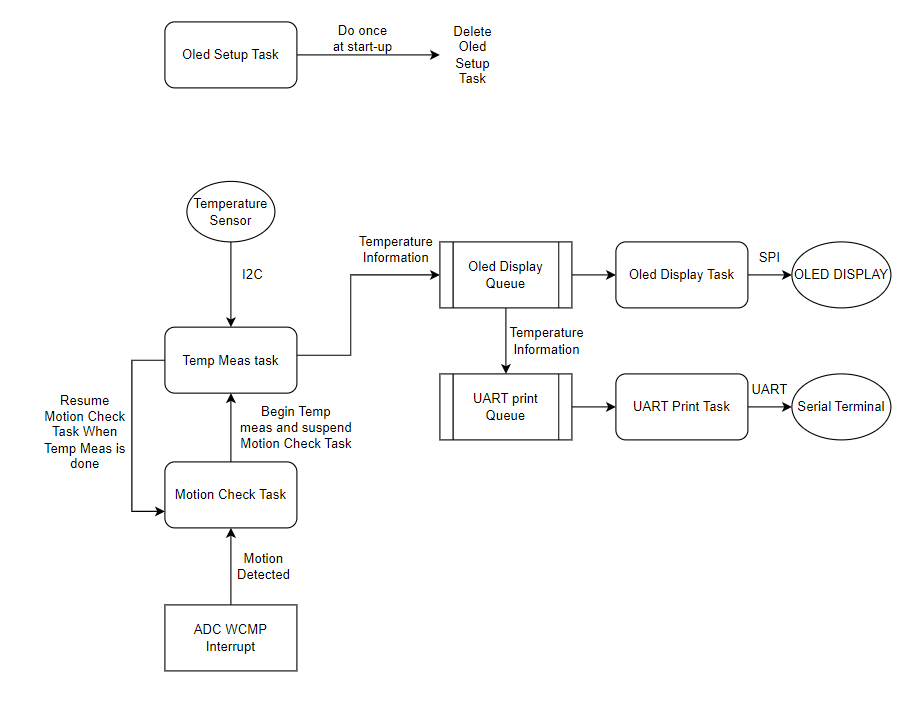 Oled Setup Task
Do once
at start-up
Delete
Oled
Setup
Task
Temperature
Sensor
I2C
Temperature
Information
Oled Display
Queue
Oled Display Task
SPI
OLED DISPLAY
Temp Meas task
Temperature
Information
Resume
Motion Check
Task When
Temp Meas is
done
Begin Temp
meas and suspend
Motion Check Task
UART print
Queue
UART Print Task
UART
Serial Terminal
Motion Check Task
Motion
Detected
ADC WCMP
Interrupt